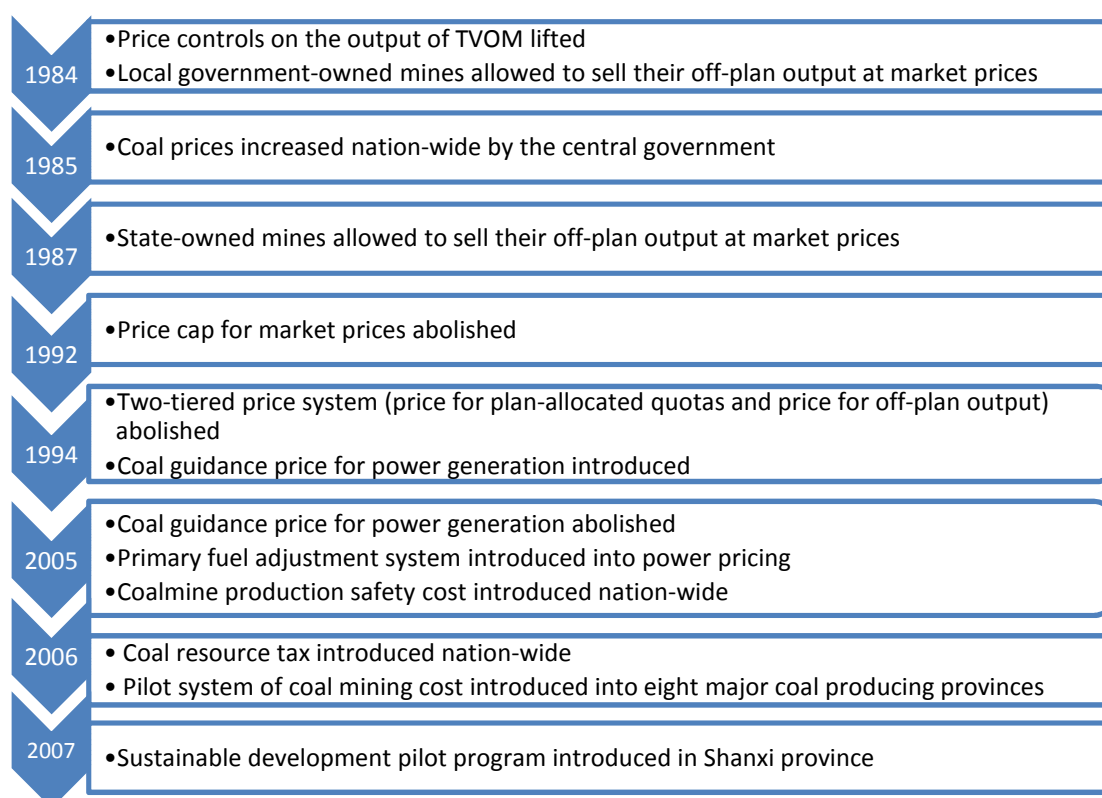 1984
•Price controls on the output of TVOM lifted
•Local government-owned mines allowed to sell their off-plan output at market prices
1985
•Coal prices increased nation-wide by the central government
1987
•State-owned mines allowed to sell their off-plan output at market prices
1992
•Price cap for market prices abolished
1994
•Two-tiered price system (price for plan-allocated quotas and price for off-plan output)
abolished
•Coal guidance price for power generation introduced
2005
•Coal guidance price for power generation abolished
•Primary fuel adjustment system introduced into power pricing
•Coalmine production safety cost introduced nation-wide
2006
• Coal resource tax introduced nation-wide
• Pilot system of coal mining cost introduced into eight major coal producing provinces
2007
•Sustainable development pilot program introduced in Shanxi province